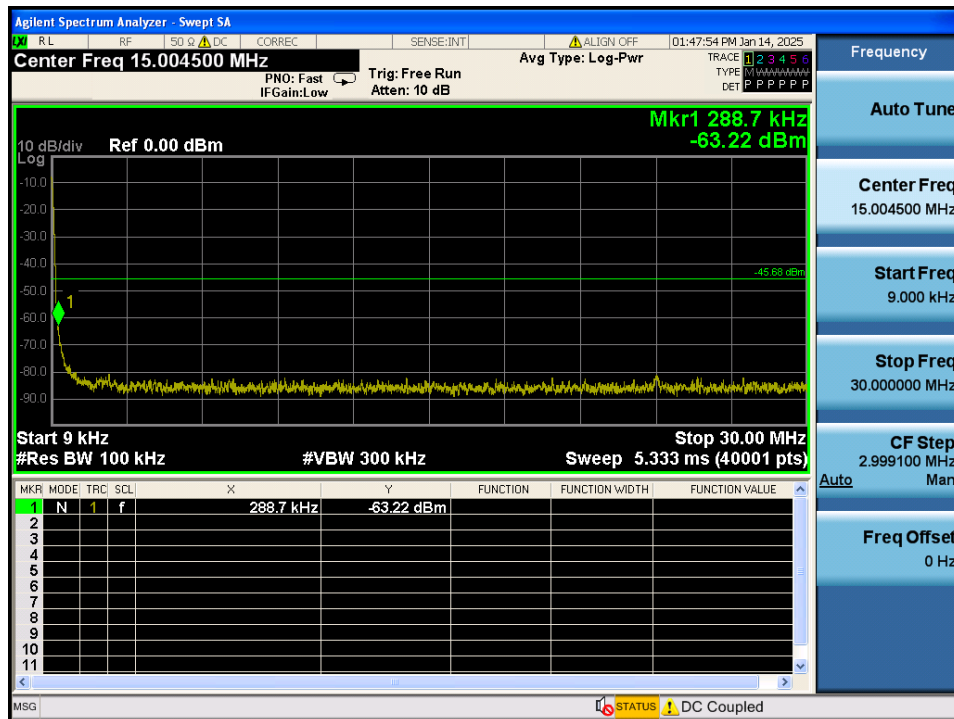 Agilent Spectrum Analyzer - Swept SA
LXI RL RF 50 Ω DC CORREC SENSE:INT ALIGN OFF 01:47:54 PM Jan 14, 2025
Center Freq 15.004500 MHz
PNO: Fast
IFGain:Low
Trig: Free Run
Atten: 10 dB
Avg Type: Log-Pwr
TRACE 1 2 3 4 5 6
TYPE M WWWWW
DET P P P P P P
Mkr1 288.7 kHz
-63.22 dBm
10 dB/div Ref 0.00 dBm
Log
-10.0
-20.0
-30.0
-40.0
-45.68 dBm
-50.0
1
-60.0
-70.0
-80.0
-90.0
Start 9 kHz Stop 30.00 MHz
#Res BW 100 kHz #VBW 300 kHz Sweep 5.333 ms (40001 pts)
MKR MODE TRC SCL X Y FUNCTION FUNCTION WIDTH FUNCTION VALUE
1 N 1 f 288.7 kHz -63.22 dBm
2
3
4
5
6
7
8
9
10
11
MSG STATUS DC Coupled
Frequency
Auto Tune
Center Freq
15.004500 MHz
Start Freq
9.000 kHz
Stop Freq
30.000000 MHz
CF Step
2.999100 MHz
Auto Man
Freq Offset
0 Hz